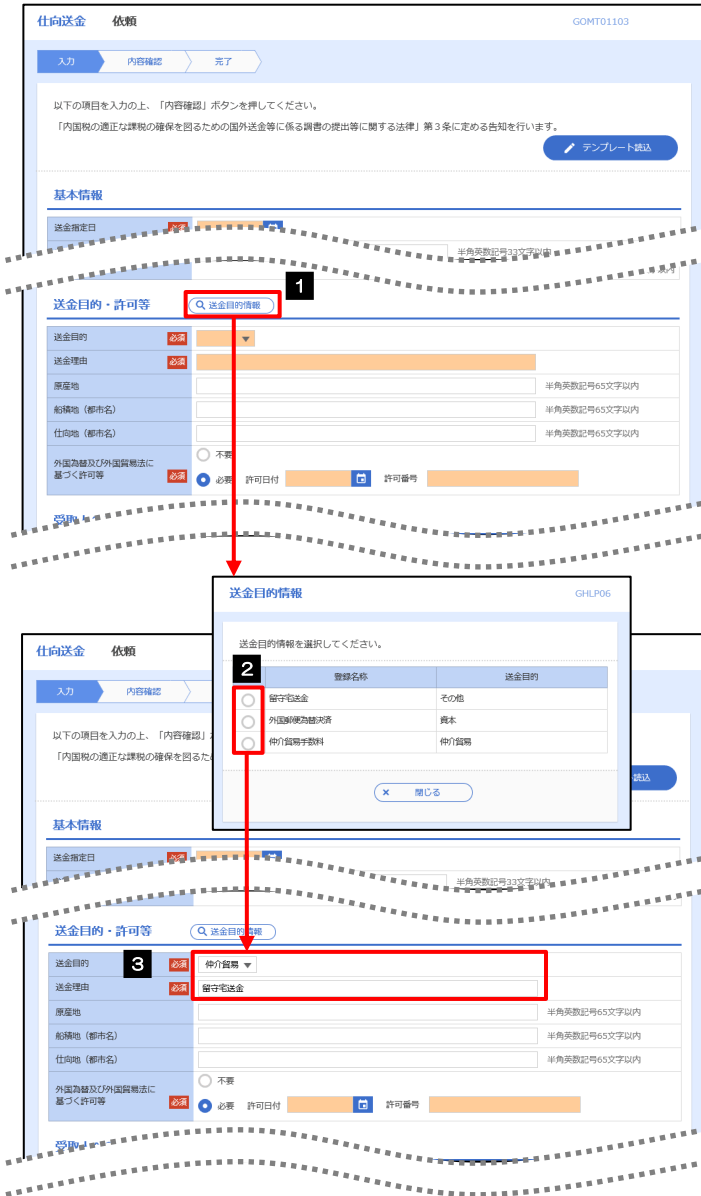 仕向送金 依頼 GOMT01103
入力 内容確認 完了
以下の項目を入力の上、「内容確認」ボタンを押してください。
「内国税の適正な課税の確保を図るための国外送金等に係る調書の提出等に関する法律」第3条に定める告知を行います。
テンプレート読込
基本情報
送金指定日 必須
半角英数記号33文字以内
1
送金目的・許可等 送金目的情報
送金目的 必須
送金理由 必須
原産地 半角英数記号65文字以内
船積地（都市名） 半角英数記号65文字以内
仕向地（都市名） 半角英数記号65文字以内
不要
外国為替及び外国貿易法に
基づく許可等 必須 必要 許可日付 許可番号
送金目的情報 GHLP06
送金目的情報を選択してください。
2
登録名称 送金目的
留守宅送金 その他
外国郵便為替決済 資本
仲介貿易手数料 仲介貿易
× 閉じる
仕向送金 依頼
入力 内容確認
以下の項目を入力の上、「内容確認」
「内国税の適正な課税の確保を図るため
読込
基本情報
送金指定日 必須
半角英数記号33文字以内
送金目的・許可等 送金目的情報
3
送金目的 必須 仲介貿易
送金理由 必須 留守宅送金
原産地 半角英数記号65文字以内
船積地（都市名） 半角英数記号65文字以内
仕向地（都市名） 半角英数記号65文字以内
不要
外国為替及び外国貿易法に
基づく許可等 必須 必要 許可日付 許可番号